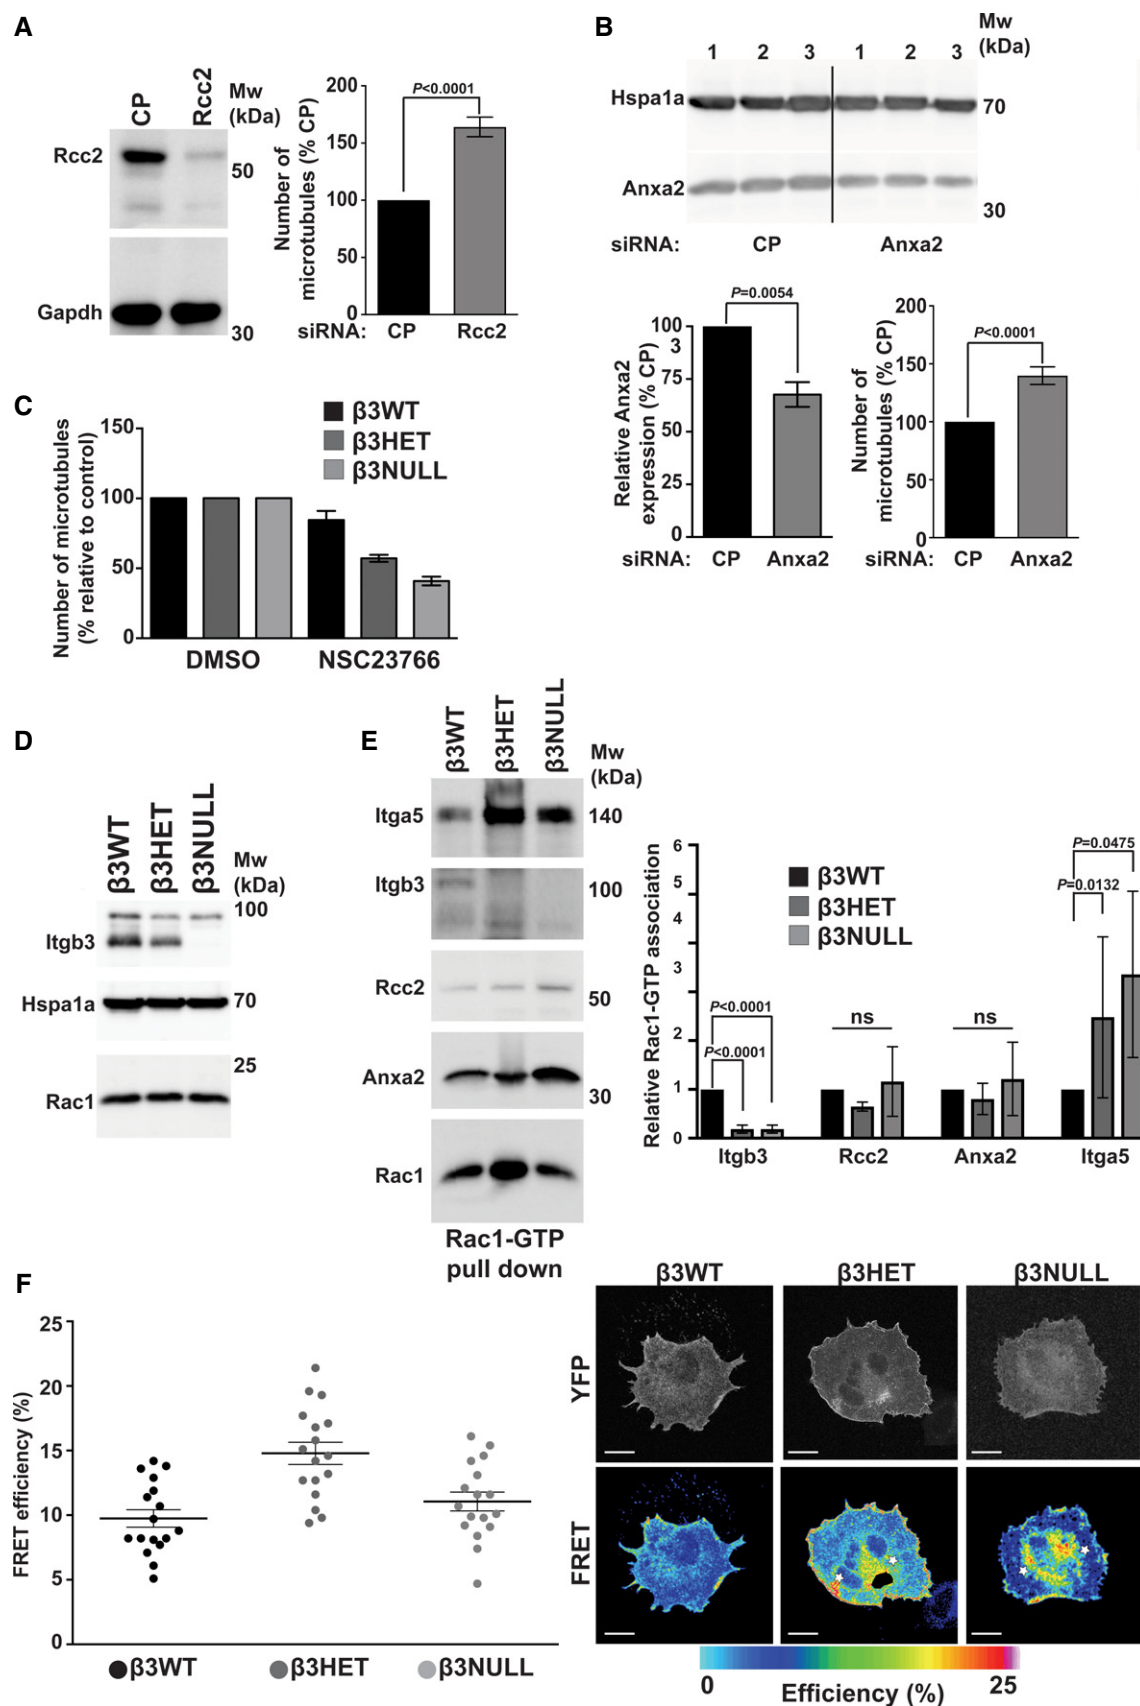 A
CP
Rcc2
Mw
(kDa)
Rcc2
50
Gapdh
30
Number of
microtubules (% CP)
200
150
100
50
0
P<0.0001
siRNA: CP Rcc2
B
Mw
(kDa)
1 2 3 1 2 3
Hspa1a
70
Anxa2
30
siRNA: CP Anxa2
Relative Anxa2
expression (% CP)
100
3
75
50
25
0
P=0.0054
siRNA: CP Anxa2
Number of
microtubules (% CP)
200
150
100
50
0
P<0.0001
siRNA: CP Anxa2
C
β3WT
β3HET
β3NULL
Number of microtubules
(% relative to control)
150
100
50
0
DMSO NSC23766
D
β3WT
β3HET
β3NULL
Mw
(kDa)
100
Itgb3
Hspa1a
70
25
Rac1
E
β3WT
β3HET
β3NULL
Mw
(kDa)
Itga5
140
Itgb3
100
Rcc2
50
Anxa2
30
Rac1
Rac1-GTP
pull down
Relative Rac1-GTP association
6
5
4
3
2
1
0
β3WT
β3HET
β3NULL
P<0.0001
P<0.0001
ns
ns
P=0.0475
P=0.0132
Itgb3 Rcc2 Anxa2 Itga5
F
FRET efficiency (%)
25
20
15
10
5
0
β3WT β3HET β3NULL
β3WT β3HET β3NULL
YFP
FRET
0 25
Efficiency (%)